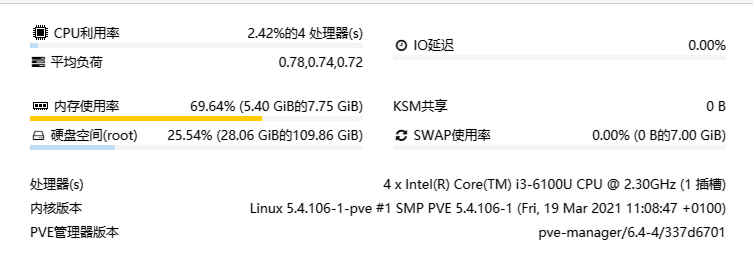 CPU利用率 2.42%的4 处理器(s)
IO延迟 0.00%
平均负荷 0.78,0.74,0.72
内存使用率 69.64% (5.40 GiB的7.75 GiB)
KSM共享 0 B
硬盘空间(root) 25.54% (28.06 GiB的109.86 GiB)
SWAP使用率 0.00% (0 B的7.00 GiB)
处理器(s) 4 x Intel(R) Core(TM) i3-6100U CPU @ 2.30GHz (1 插槽)
内核版本 Linux 5.4.106-1-pve #1 SMP PVE 5.4.106-1 (Fri, 19 Mar 2021 11:08:47 +0100)
PVE管理器版本 pve-manager/6.4-4/337d6701